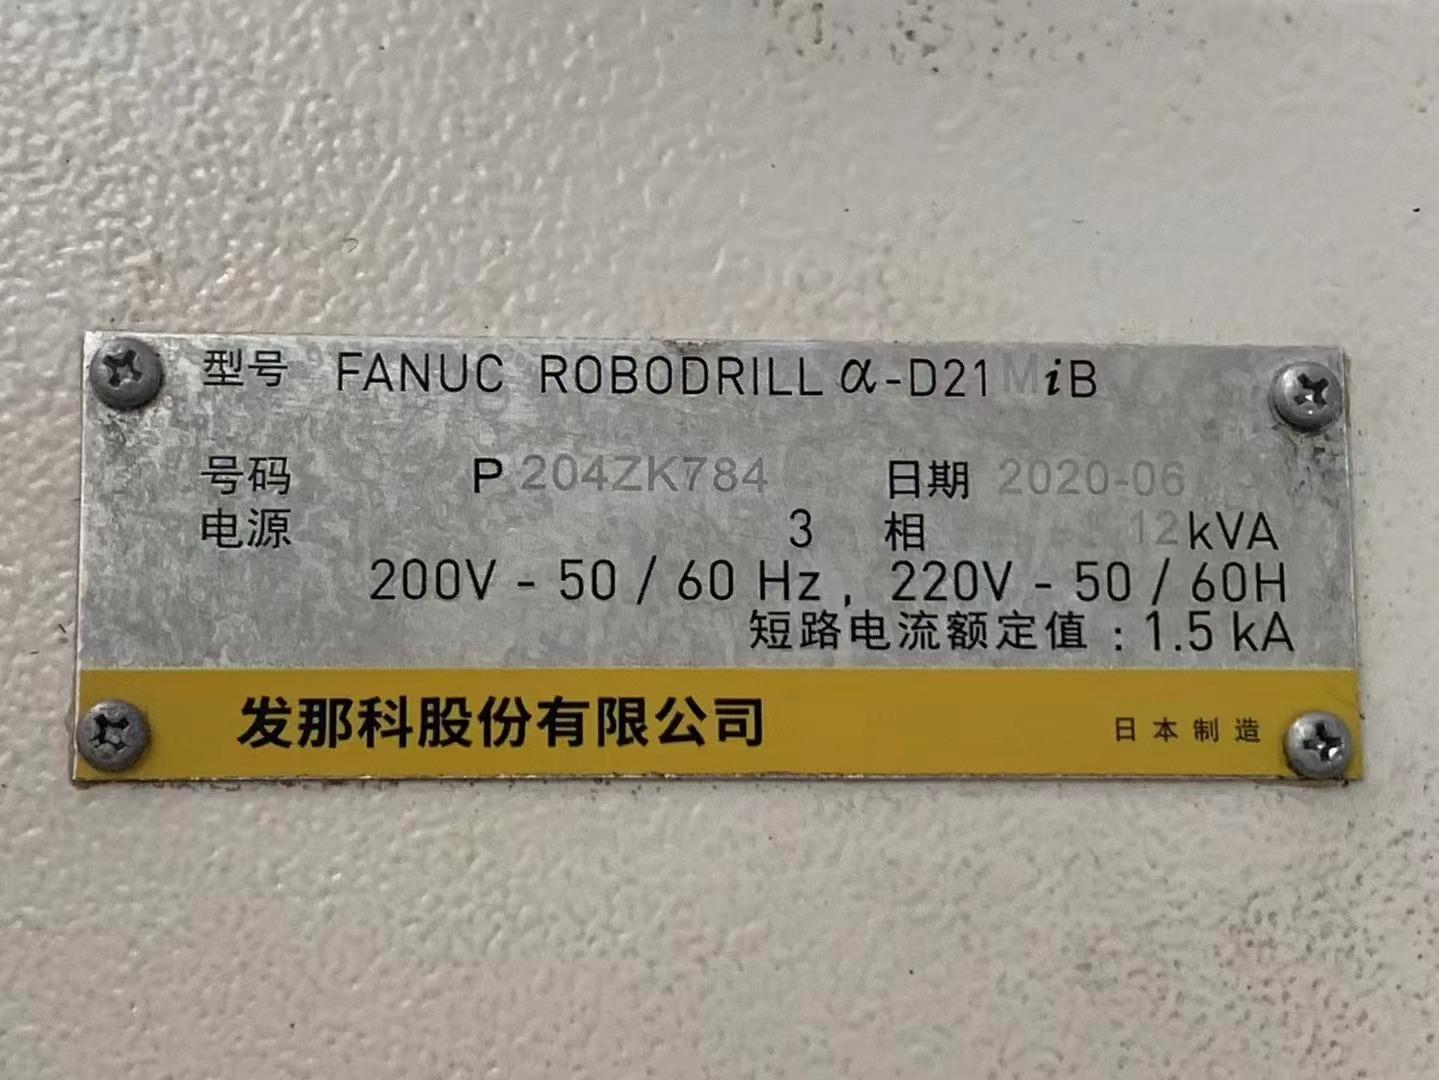 型号 FANUC ROBODRILL α-D21MiB
号码 P 204ZK784 日期 2020-06
电源 3 相 12 kVA
200V - 50 / 60 Hz , 220V - 50 / 60H
短路电流额定值 : 1.5 kA
发那科股份有限公司 日本制造